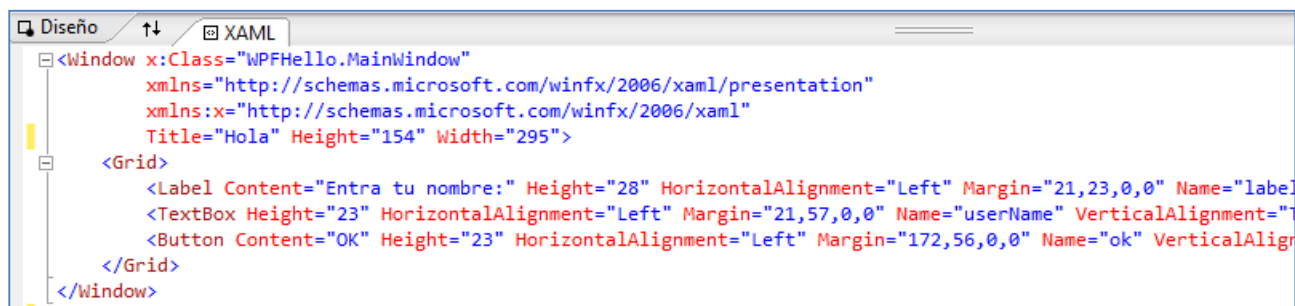 Diseño XAML
<Window x:Class="WPFHello.MainWindow"
xmlns="http://schemas.microsoft.com/winfx/2006/xaml/presentation"
xmlns:x="http://schemas.microsoft.com/winfx/2006/xaml"
Title="Hola" Height="154" Width="295">
<Grid>
<Label Content="Entra tu nombre:" Height="28" HorizontalAlignment="Left" Margin="21,23,0,0" Name="label
<TextBox Height="23" HorizontalAlignment="Left" Margin="21,57,0,0" Name="userName" VerticalAlignment="T
<Button Content="OK" Height="23" HorizontalAlignment="Left" Margin="172,56,0,0" Name="ok" VerticalAlign
</Grid>
</Window>